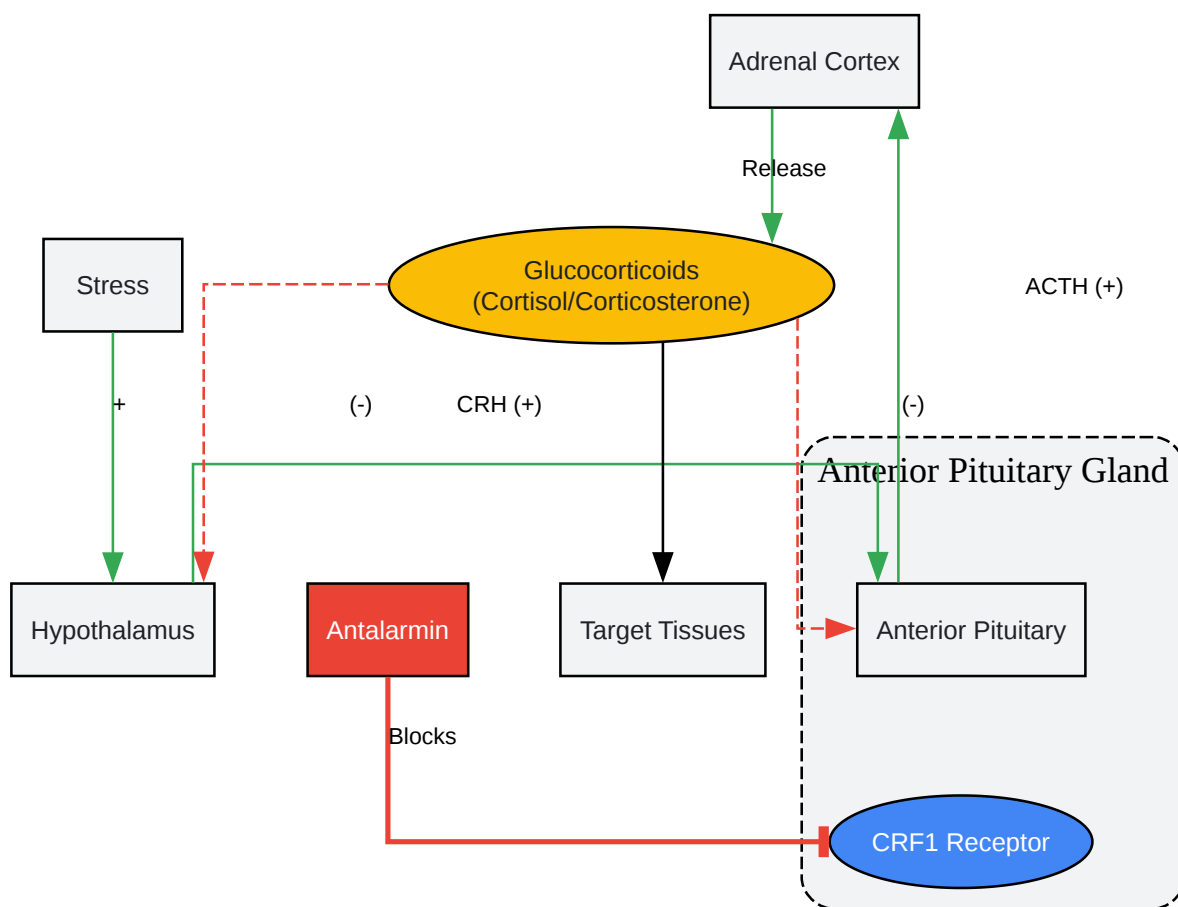 Adrenal Cortex
Release
Stress
Glucocorticoids
(Cortisol/Corticosterone)
ACTH (+)
+
(-)
CRH (+)
(-)
Anterior Pituitary Gland
Hypothalamus
Antalarmin
Target Tissues
Anterior Pituitary
Blocks
CRF1 Receptor